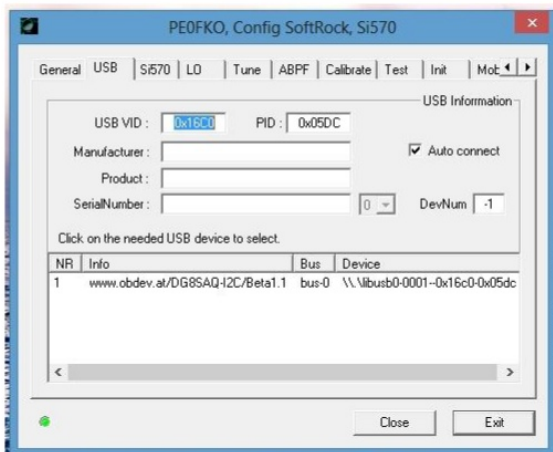 PE0FKO, Config SoftRock, Si570
General USB Si570 LO Tune ABPF Calibrate Test Init Mob
USB Information
USB VID : 0x16C0 PID : 0x05DC
Manufacturer : Auto connect
Product :
SerialNumber : 0 DevNum -1
Click on the needed USB device to select.
NR Info Bus Device
1 www.obdev.at/DG8SAQ-I2C/Beta1.1 bus-0 \\.\libusb0-0001--0x16c0-0x05dc
Close Exit